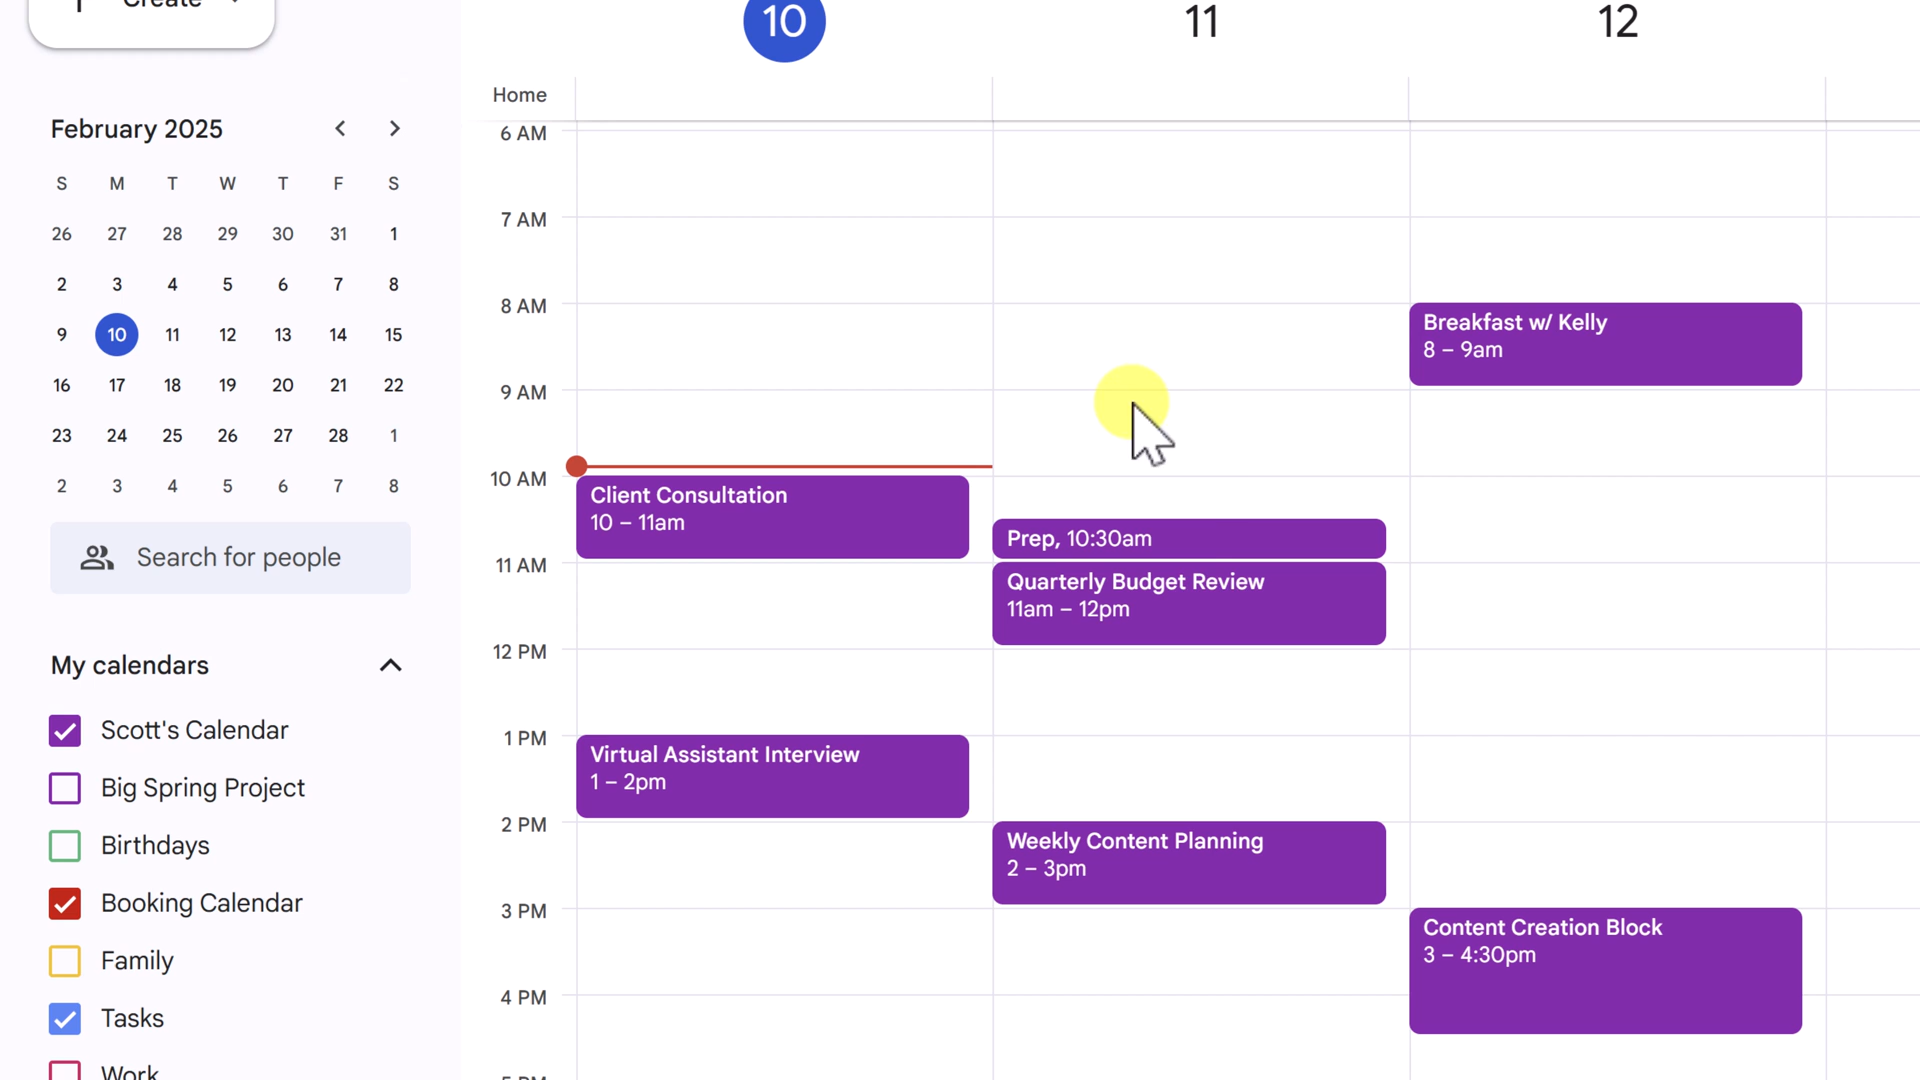 Create
10
11
12
Home
February 2025
S M T W T F S
26 27 28 29 30 31 1
2 3 4 5 6 7 8
9 10 11 12 13 14 15
16 17 18 19 20 21 22
23 24 25 26 27 28 1
2 3 4 5 6 7 8
Search for people
My calendars
Scott's Calendar
Big Spring Project
Birthdays
Booking Calendar
Family
Tasks
Work
6 AM
7 AM
8 AM
9 AM
10 AM
11 AM
12 PM
1 PM
2 PM
3 PM
4 PM
5 PM
Client Consultation
10 – 11am
Virtual Assistant Interview
1 – 2pm
Prep, 10:30am
Quarterly Budget Review
11am – 12pm
Weekly Content Planning
2 – 3pm
Breakfast w/ Kelly
8 – 9am
Content Creation Block
3 – 4:30pm